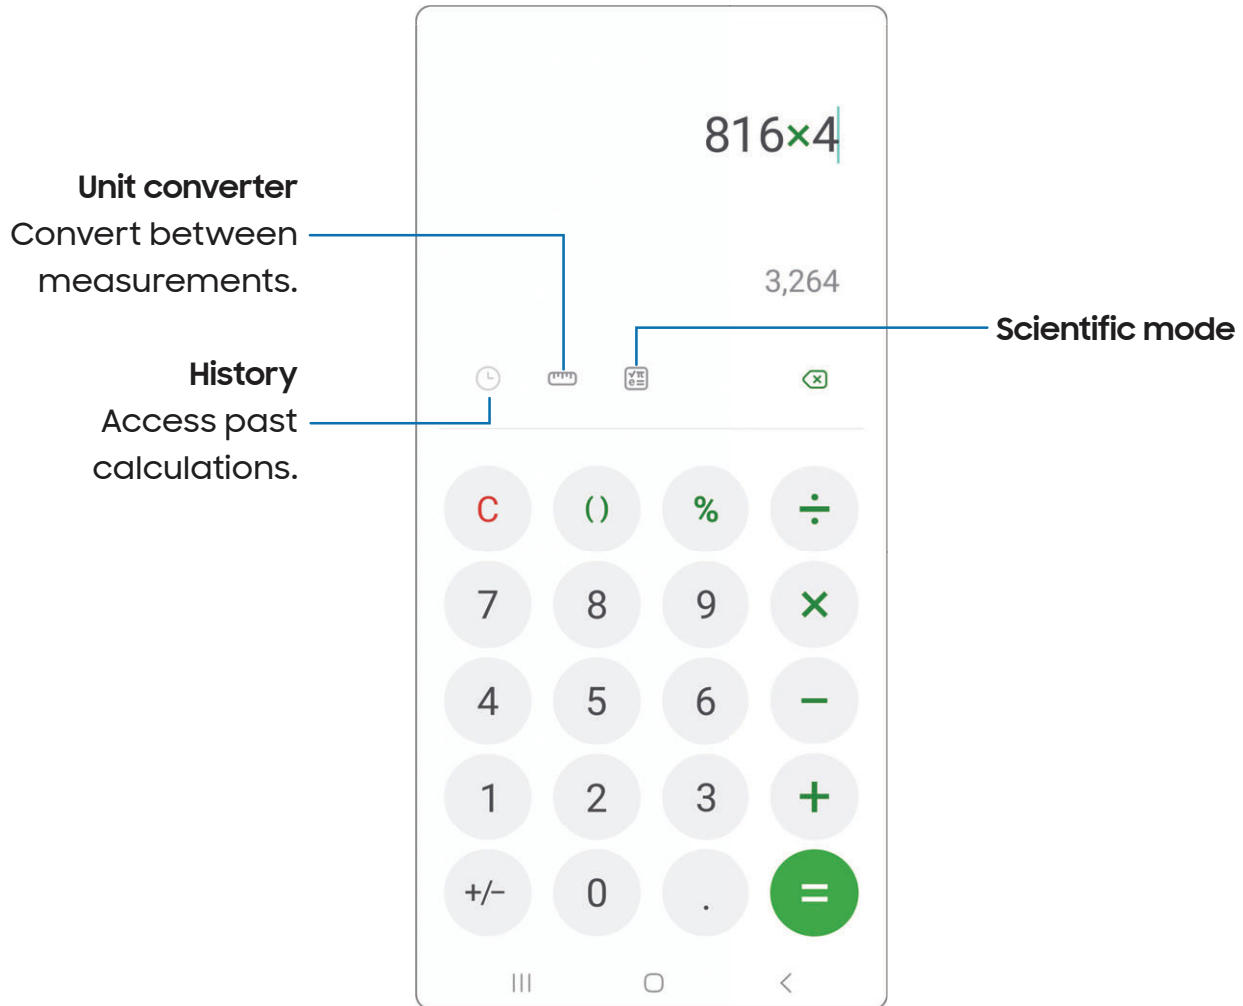 816×4
Unit converter
Convert between
measurements.
3,264
Scientific mode
History
Access past
calculations.
√π
e=
C () % ÷
7 8 9 ×
4 5 6 −
1 2 3 +
+/− 0 . =